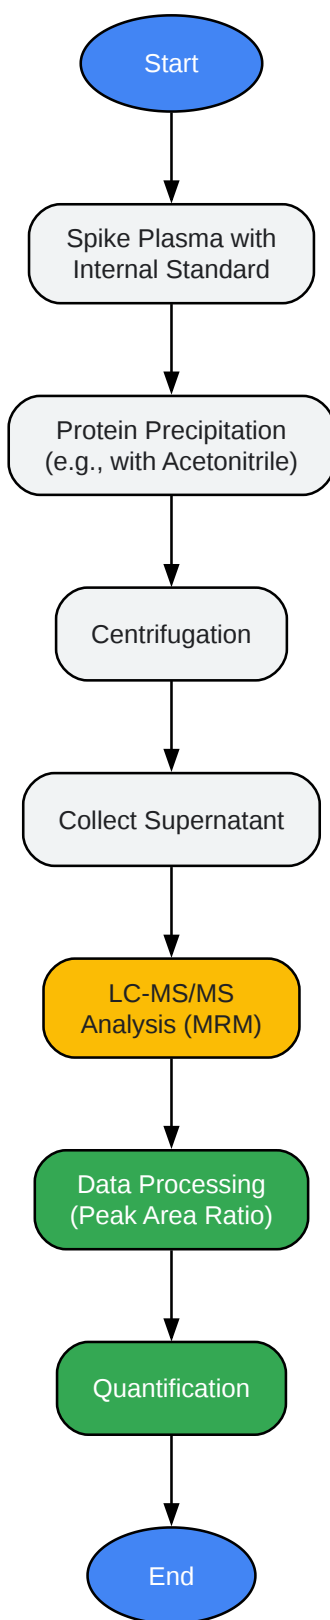 Start
Spike Plasma with
Internal Standard
Protein Precipitation
(e.g., with Acetonitrile)
Centrifugation
Collect Supernatant
LC-MS/MS
Analysis (MRM)
Data Processing
(Peak Area Ratio)
Quantification
End